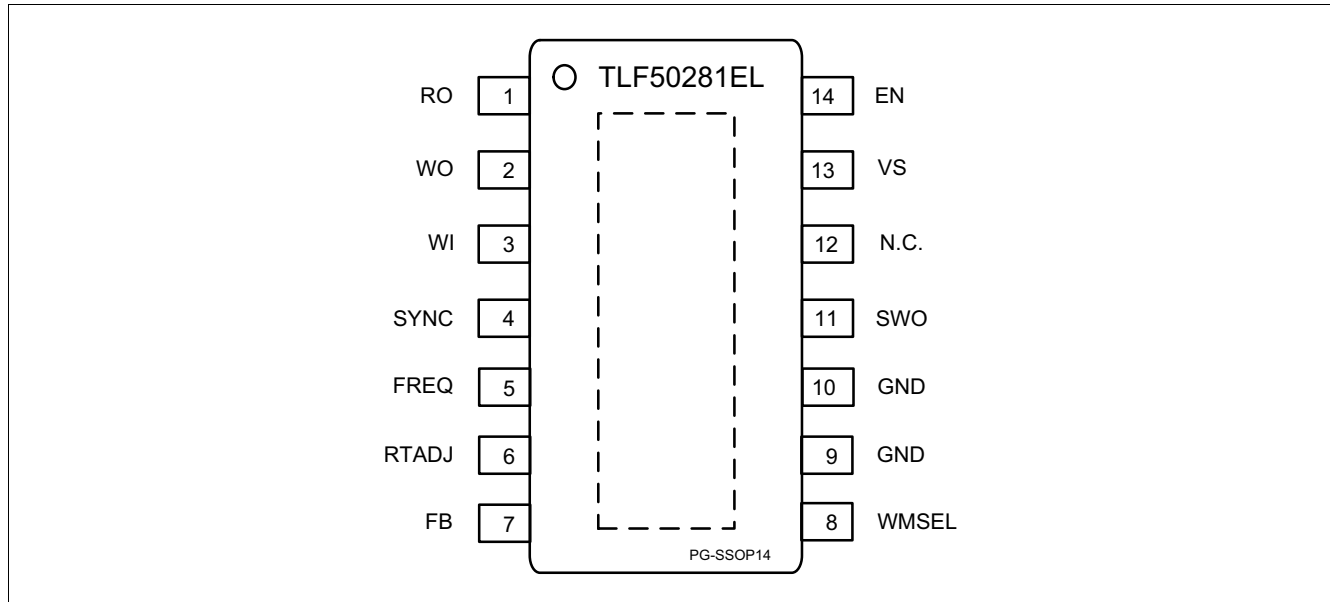 TLF50281EL
RO 1 14 EN
WO 2 13 VS
WI 3 12 N.C.
SYNC 4 11 SWO
FREQ 5 10 GND
RTADJ 6 9 GND
FB 7 8 WMSEL
PG-SSOP14